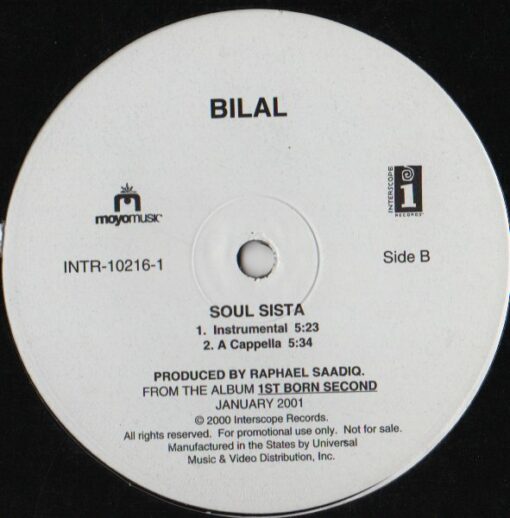 BILAL
moyomusic
INTERSCOPE
i
RECORDS
INTR-10216-1
Side B
SOUL SISTA
1. Instrumental 5:23
2. A Cappella 5:34
PRODUCED BY RAPHAEL SAADIQ.
FROM THE ALBUM 1ST BORN SECOND
JANUARY 2001
© 2000 Interscope Records.
All rights reserved. For promotional use only. Not for sale.
Manufactured in the States by Universal
Music & Video Distribution, Inc.